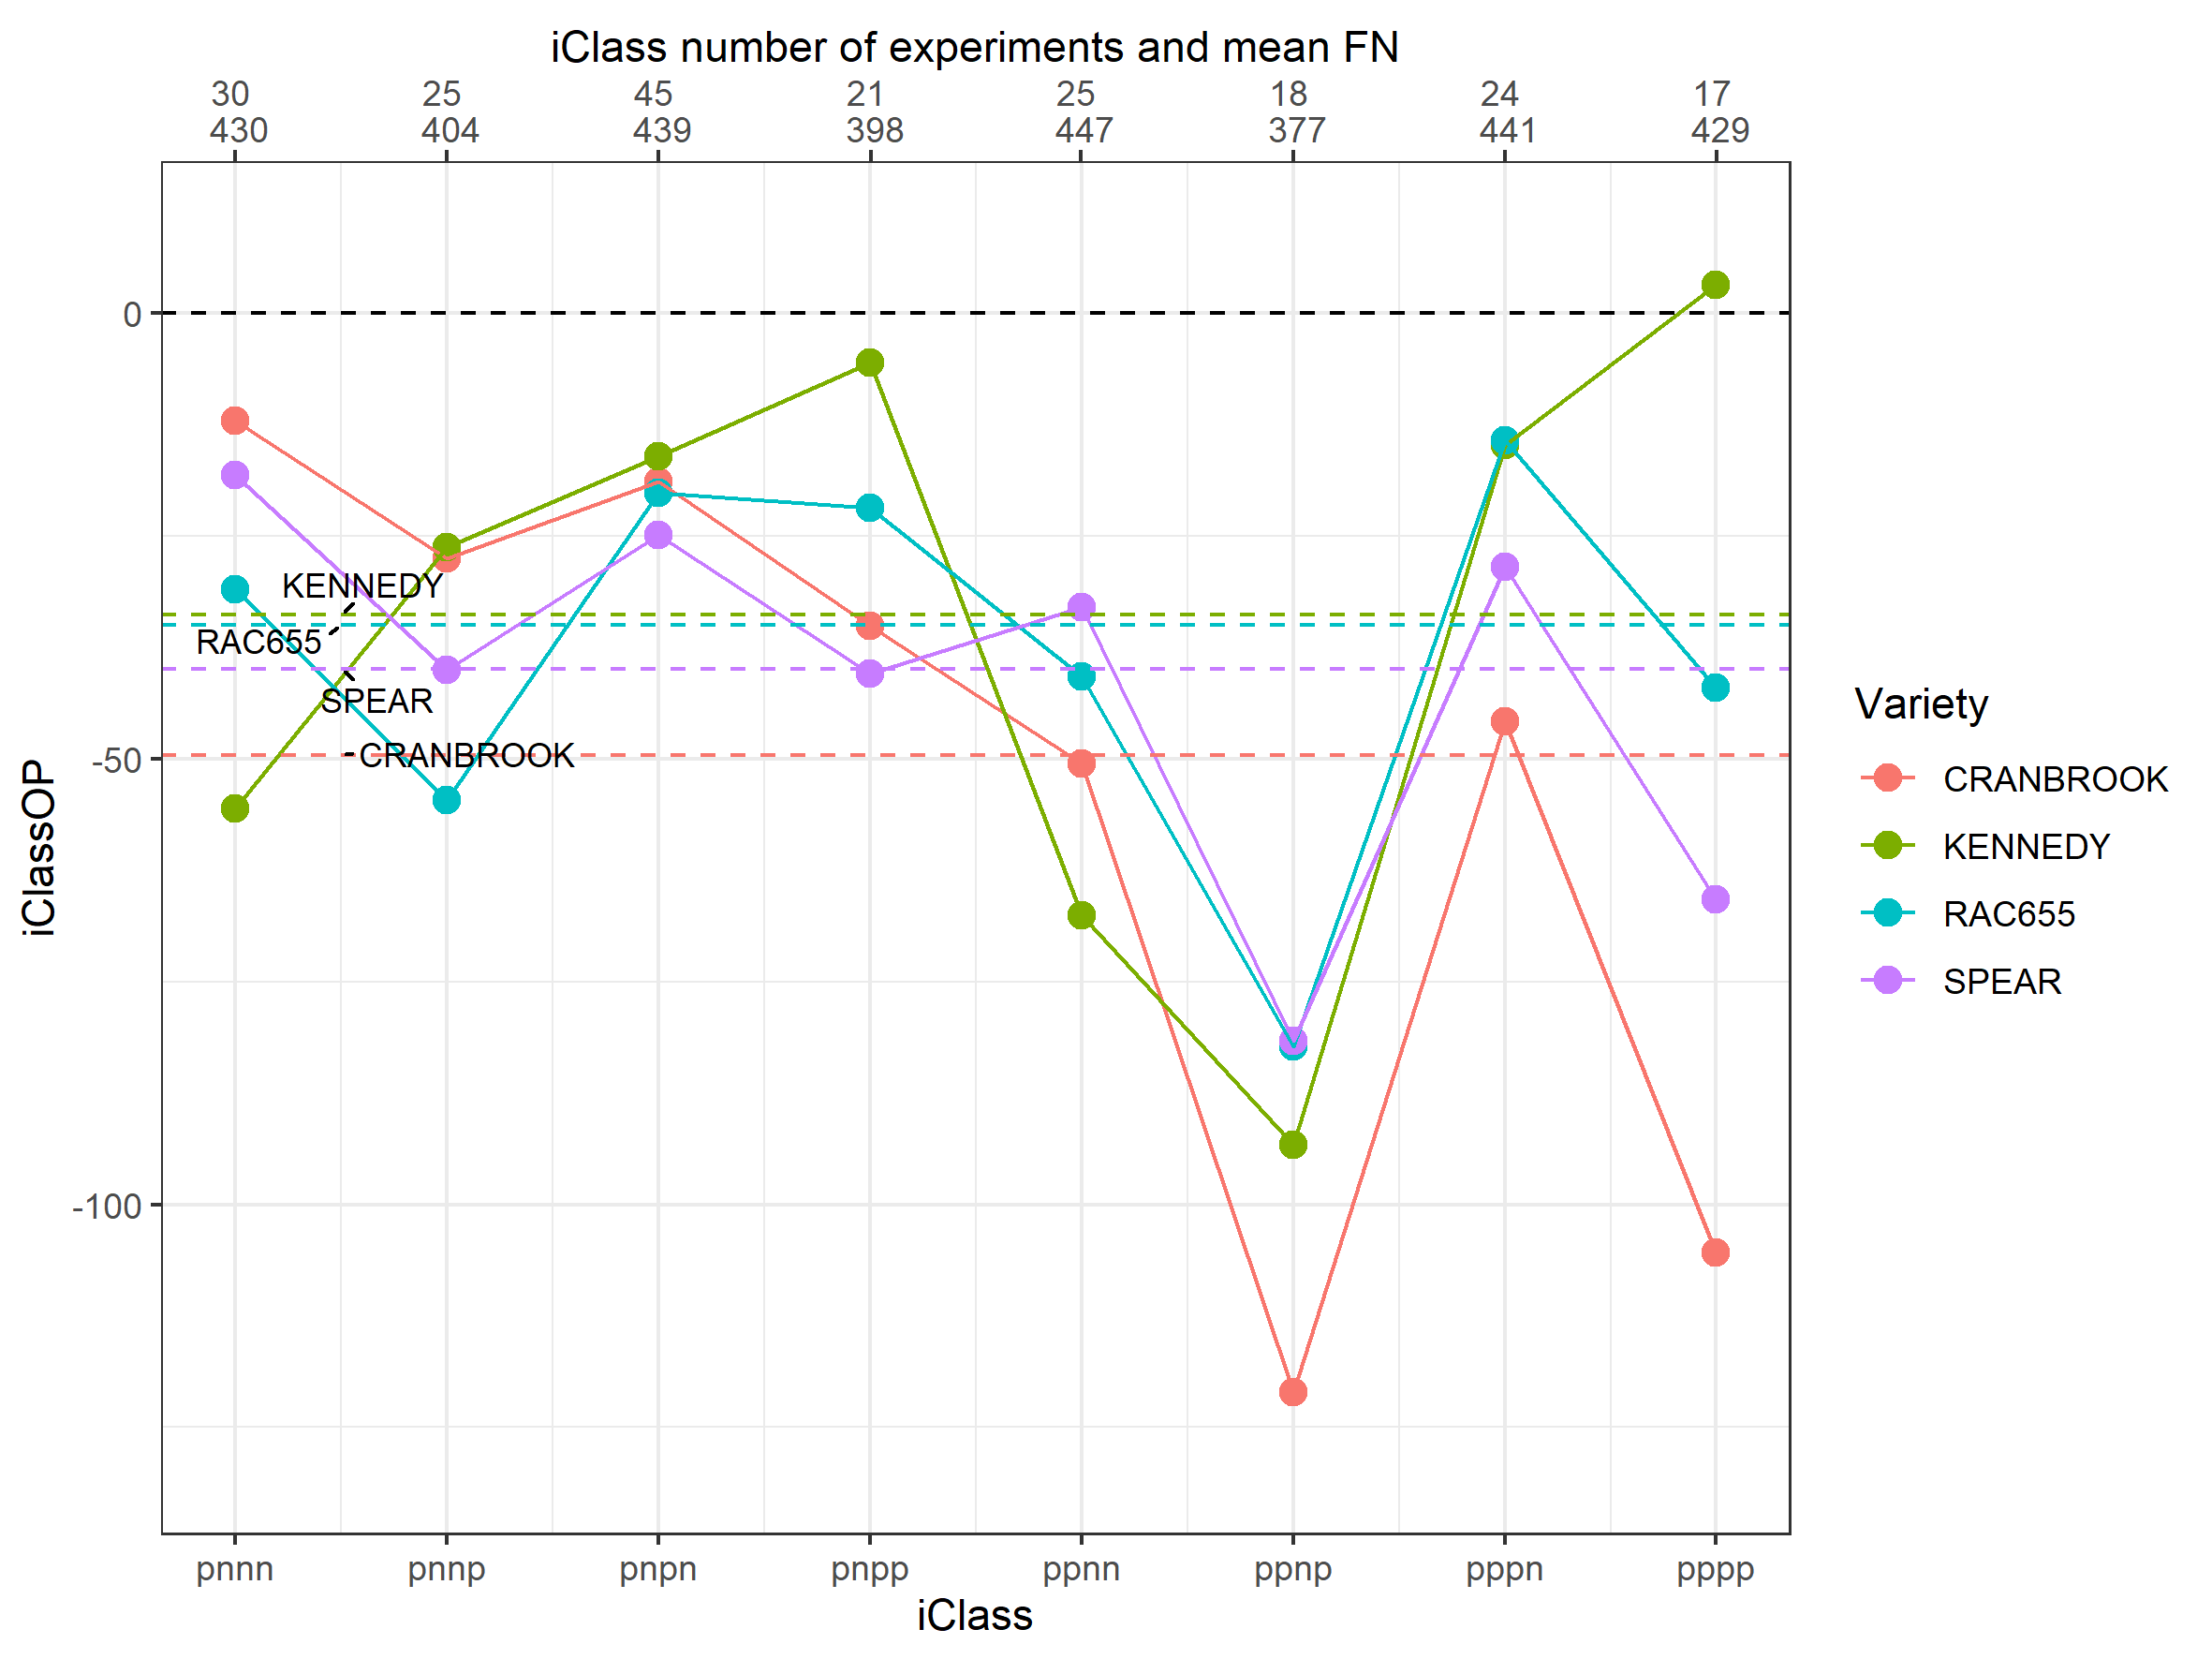 iClass number of experiments and mean FN
30 25 45 21 25 18 24 17
430 404 439 398 447 377 441 429
0
-50
-100
iClassOP
KENNEDY
RAC655
SPEAR
CRANBROOK
Variety
CRANBROOK
KENNEDY
RAC655
SPEAR
pnnn pnnp pnpn pnpp ppnn ppnp pppn pppp
iClass